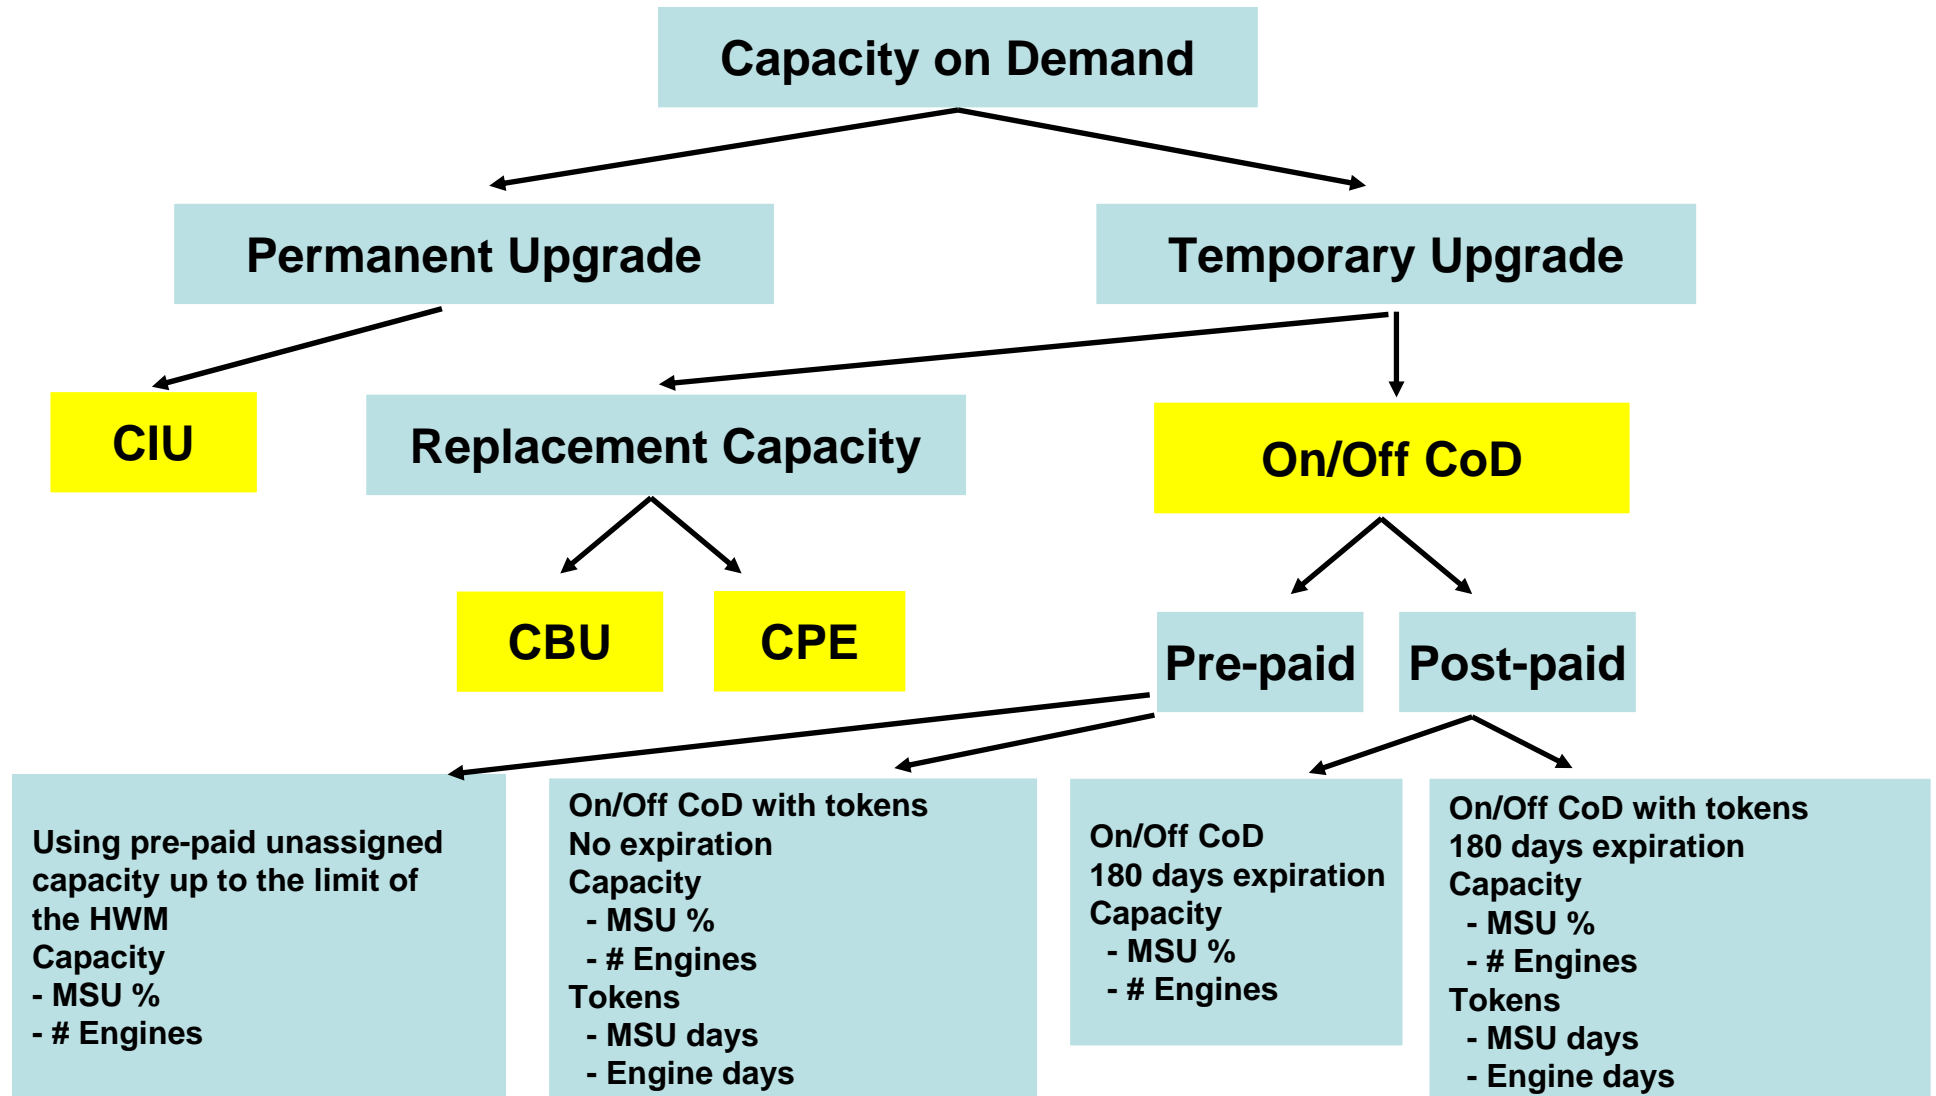 Capacity on Demand
Permanent Upgrade
Temporary Upgrade
CIU
Replacement Capacity
On/Off CoD
CBU
CPE
Pre-paid
Post-paid
Using pre-paid unassigned
capacity up to the limit of
the HWM
Capacity
- MSU %
- # Engines
On/Off CoD with tokens
No expiration
Capacity
- MSU %
- # Engines
Tokens
- MSU days
- Engine days
On/Off CoD
180 days expiration
Capacity
- MSU %
- # Engines
On/Off CoD with tokens
180 days expiration
Capacity
- MSU %
- # Engines
Tokens
- MSU days
- Engine days